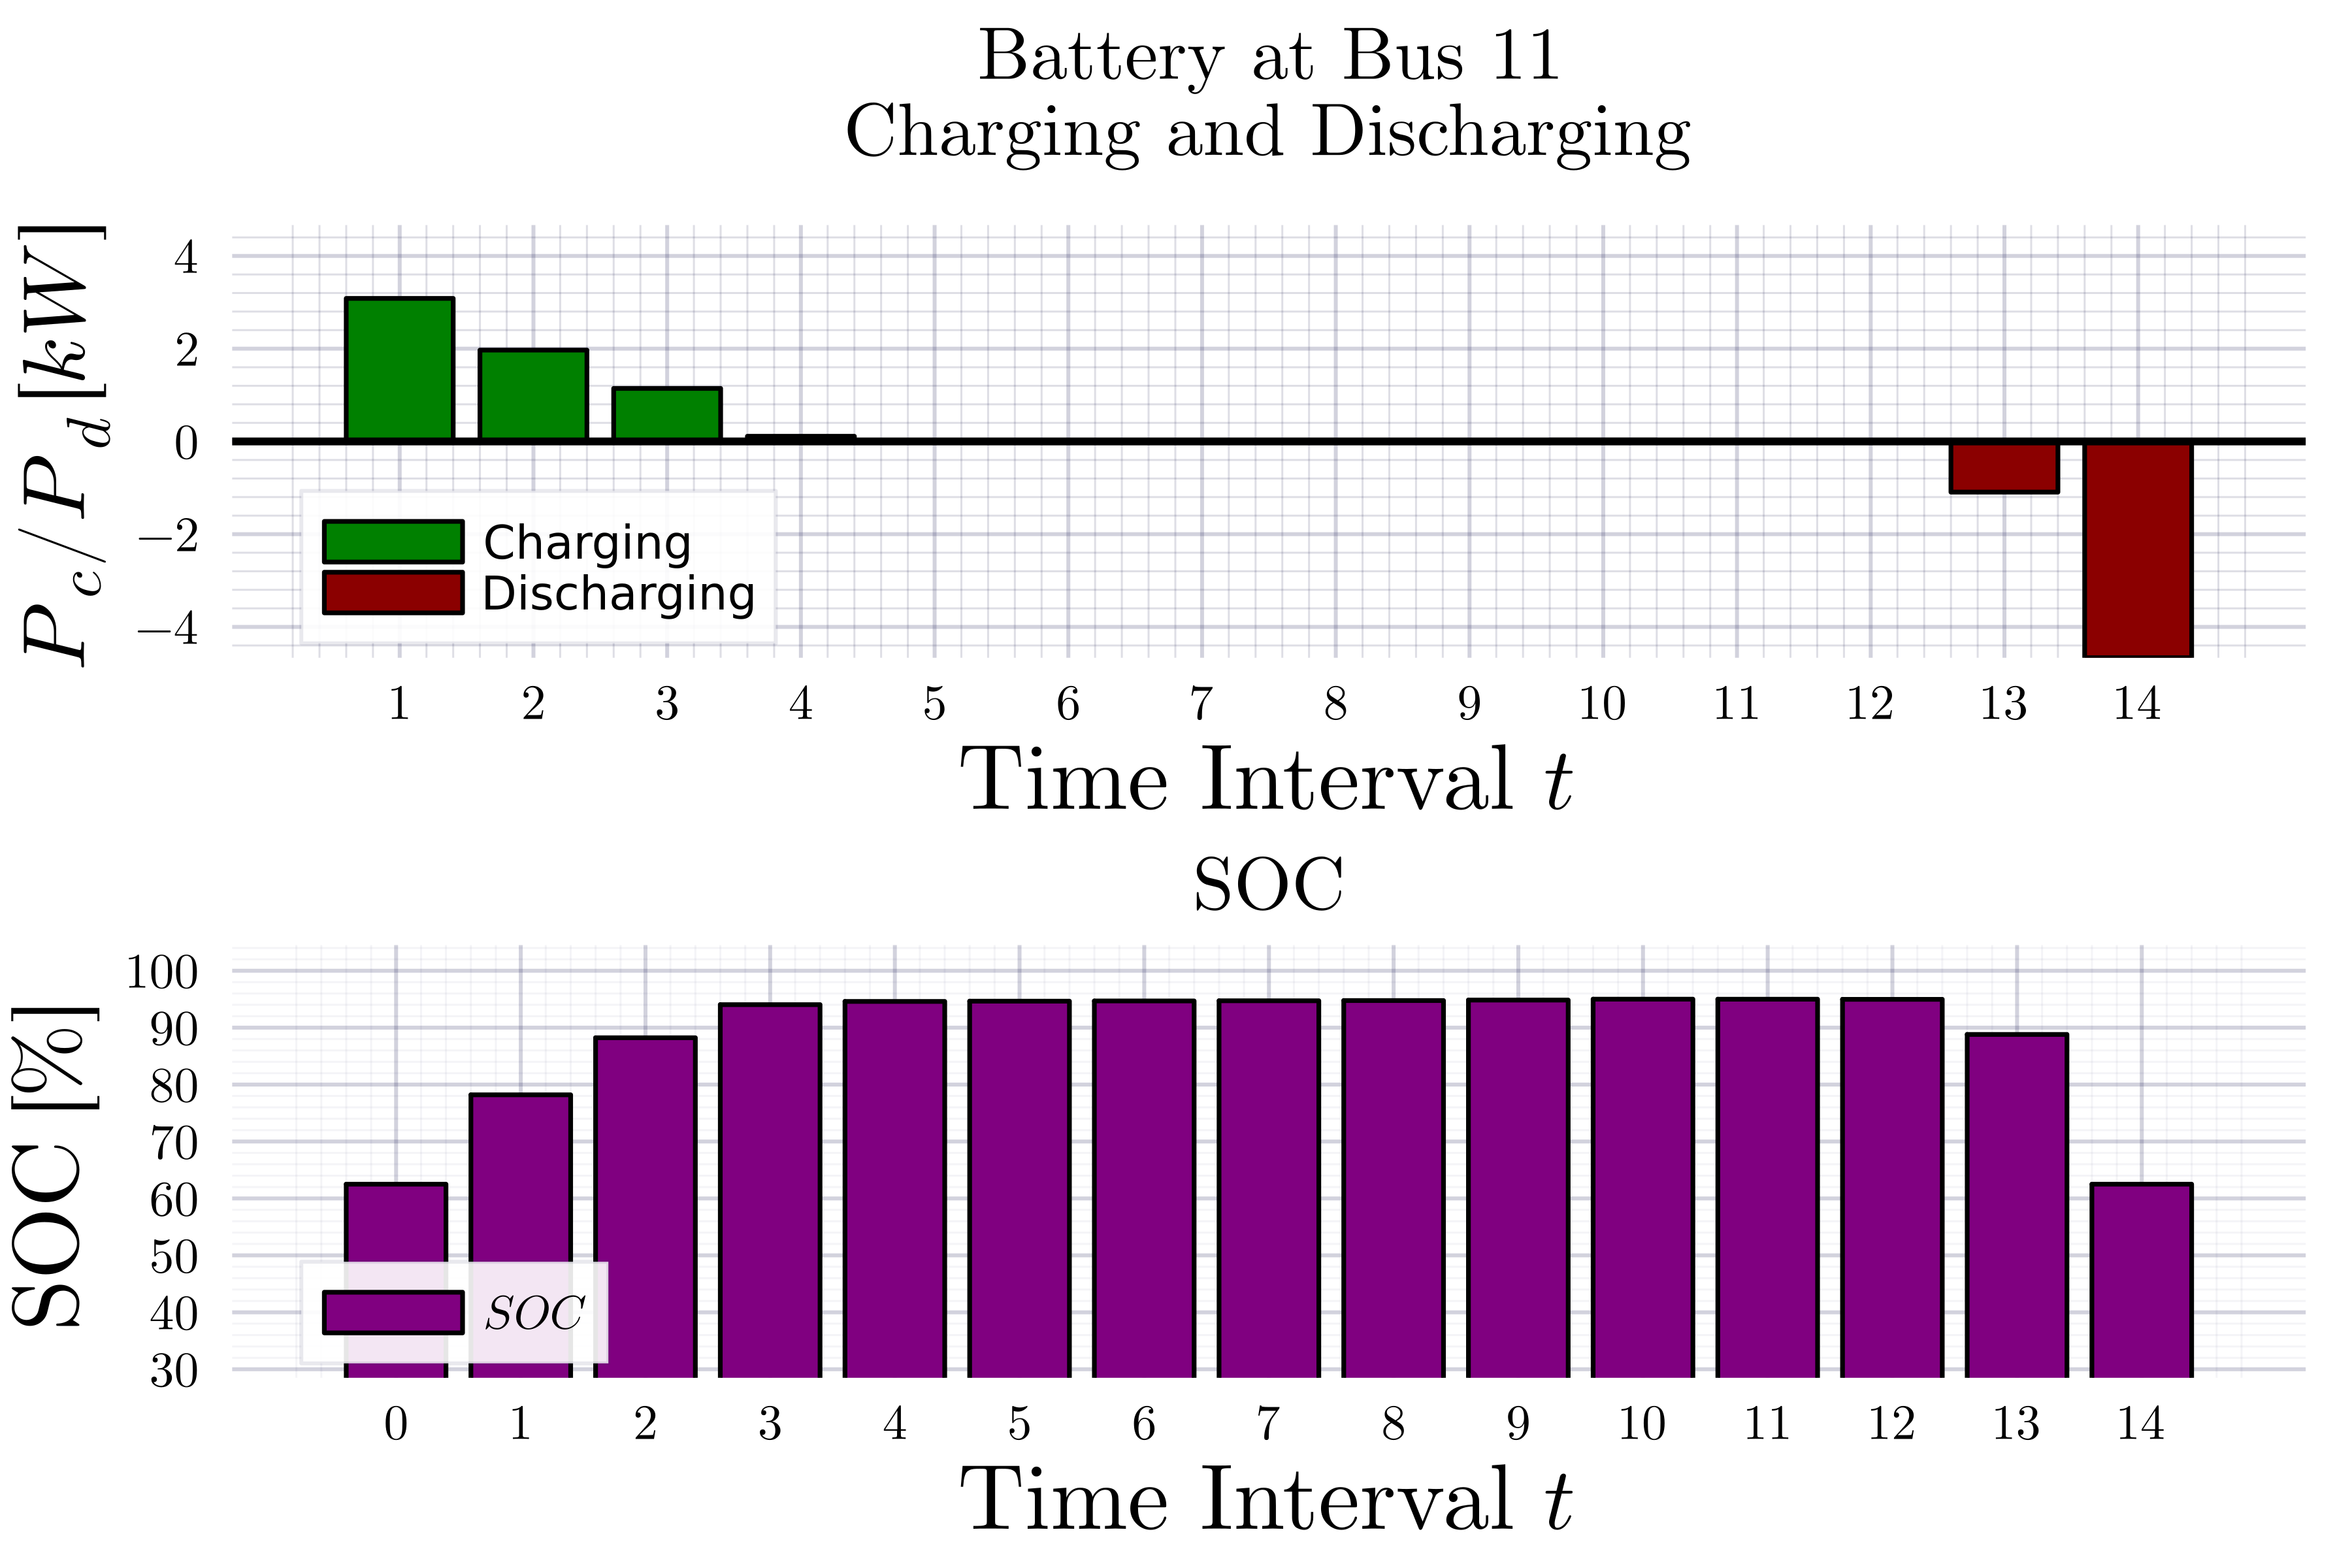 Battery at Bus 11
Charging and Discharging
P_c/P_d [kW]
4
2
0
−2
−4
Charging
Discharging
1 2 3 4 5 6 7 8 9 10 11 12 13 14
Time Interval t
SOC
SOC [%]
100
90
80
70
60
50
40
30
SOC
0 1 2 3 4 5 6 7 8 9 10 11 12 13 14
Time Interval t